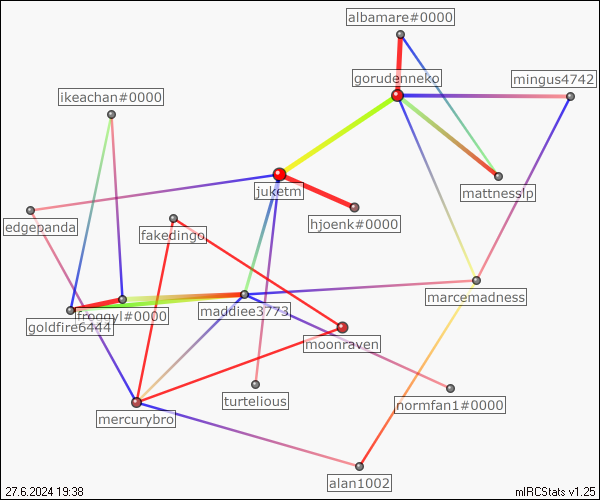 albamare#0000
gorudenneko
mingus4742
ikeachan#0000
juketm
mattnesslp
edgepanda
fakedingo
hjoenk#0000
maddiee3773
marcemadness
froggyl#0000
goldfire6444
moonraven
turtelious
normfan1#0000
mercurybro
alan1002
27.6.2024 19:38
mIRCStats v1.25